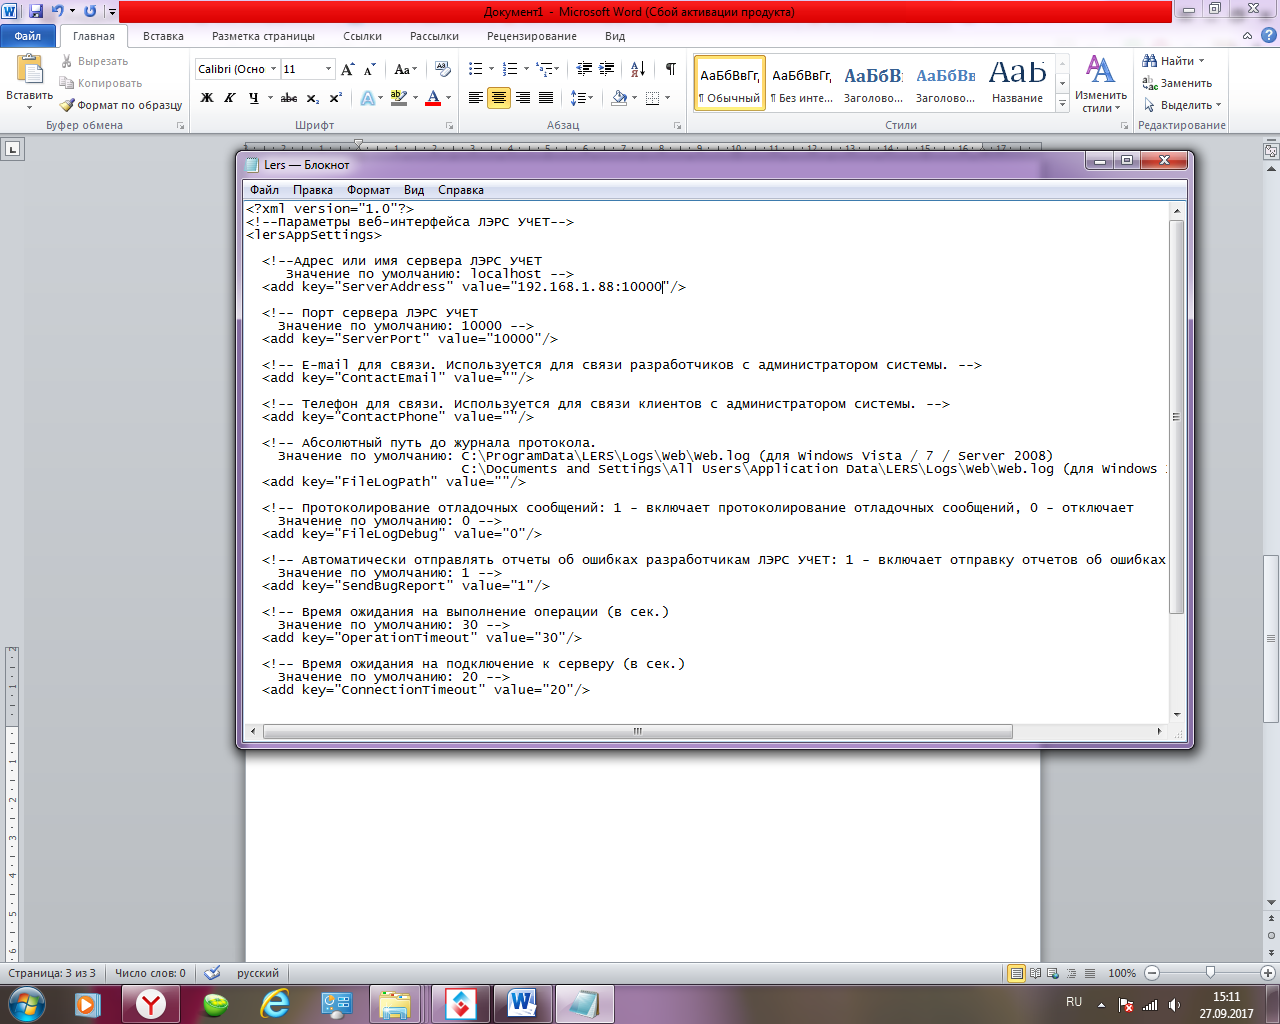 Документ1 - Microsoft Word (Сбой активации продукта)
Файл Главная Вставка Разметка страницы Ссылки Рассылки Рецензирование Вид
Вставить
Вырезать
Копировать
Формат по образцу
Буфер обмена
Calibri (Осно 11
Ж К Ч abc x₂ x²
Шрифт
Абзац
АаБбВвГг, АаБбВвГг, АаБбВ: АаБбВв АаБ
¶ Обычный ¶ Без инте... Заголово... Заголово... Название
Стили
Изменить стили
Найти
Заменить
Выделить
Редактирование
Lers — Блокнот
Файл Правка Формат Вид Справка
<?xml version="1.0"?>
<!--Параметры веб-интерфейса ЛЭРС УЧЕТ-->
<lersAppSettings>
<!--Адрес или имя сервера ЛЭРС УЧЕТ
Значение по умолчанию: localhost -->
<add key="ServerAddress" value="192.168.1.88:10000"/>
<!-- Порт сервера ЛЭРС УЧЕТ
Значение по умолчанию: 10000 -->
<add key="ServerPort" value="10000"/>
<!-- E-mail для связи. Используется для связи разработчиков с администратором системы. -->
<add key="ContactEmail" value=""/>
<!-- Телефон для связи. Используется для связи клиентов с администратором системы. -->
<add key="ContactPhone" value=""/>
<!-- Абсолютный путь до журнала протокола.
Значение по умолчанию: C:\ProgramData\LERS\Logs\Web\Web.log (для Windows Vista / 7 / Server 2008)
C:\Documents and Settings\All Users\Application Data\LERS\Logs\Web\Web.log (для Windows
<add key="FileLogPath" value=""/>
<!-- Протоколирование отладочных сообщений: 1 - включает протоколирование отладочных сообщений, 0 - отключает
Значение по умолчанию: 0 -->
<add key="FileLogDebug" value="0"/>
<!-- Автоматически отправлять отчеты об ошибках разработчикам ЛЭРС УЧЕТ: 1 - включает отправку отчетов об ошибках
Значение по умолчанию: 1 -->
<add key="SendBugReport" value="1"/>
<!-- Время ожидания на выполнение операции (в сек.)
Значение по умолчанию: 30 -->
<add key="OperationTimeout" value="30"/>
<!-- Время ожидания на подключение к серверу (в сек.)
Значение по умолчанию: 20 -->
<add key="ConnectionTimeout" value="20"/>
Страница: 3 из 3 Число слов: 0 русский 100%
RU 15:11
27.09.2017